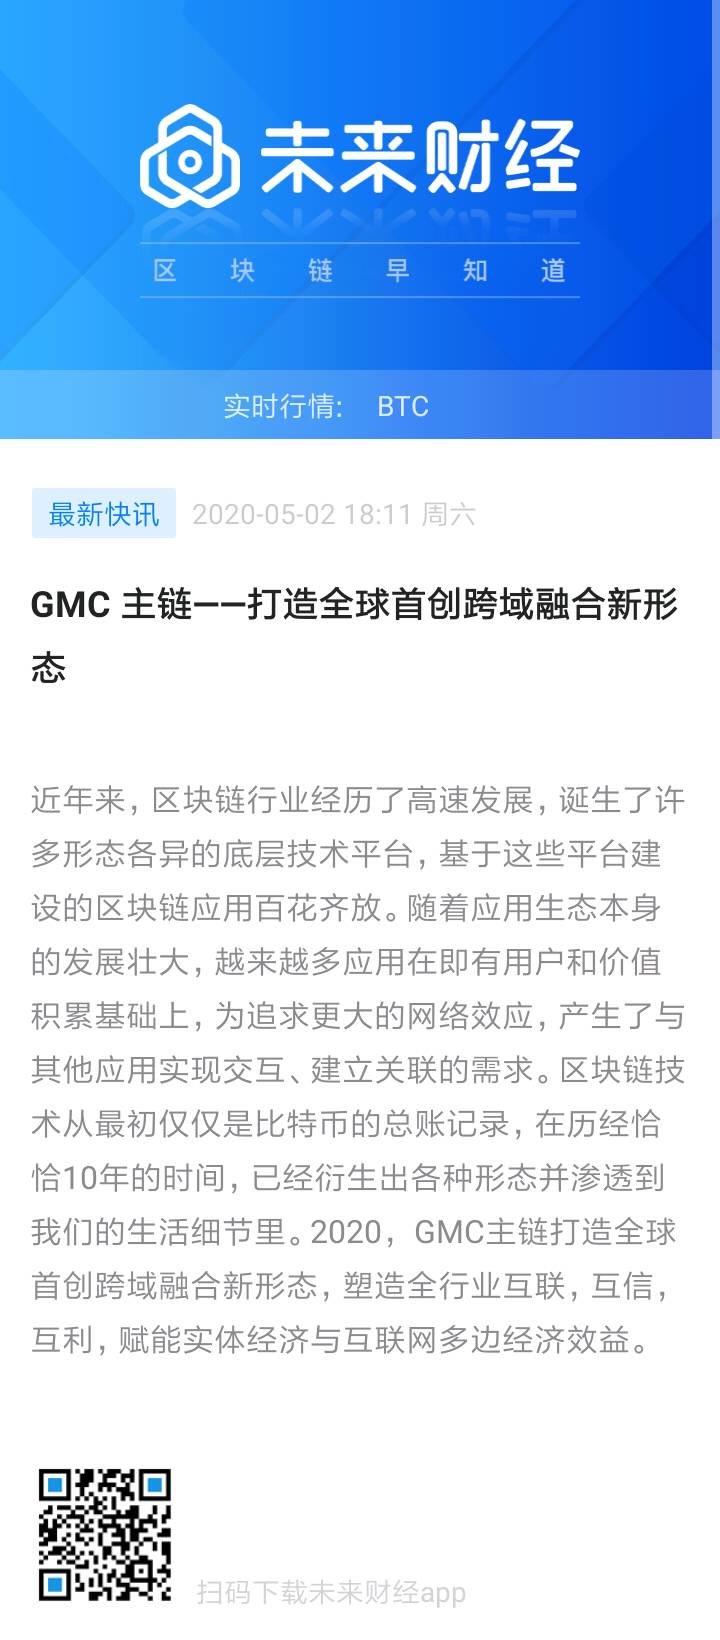 未来财经
区块链早知道
实时行情: BTC
最新快讯 2020-05-02 18:11 周六
GMC 主链——打造全球首创跨域融合新形
态
近年来，区块链行业经历了高速发展，诞生了许
多形态各异的底层技术平台，基于这些平台建
设的区块链应用百花齐放。随着应用生态本身
的发展壮大，越来越多应用在即有用户和价值
积累基础上，为追求更大的网络效应，产生了与
其他应用实现交互、建立关联的需求。区块链技
术从最初仅仅是比特币的总账记录，在历经恰
恰10年的时间，已经衍生出各种形态并渗透到
我们的生活细节里。2020，GMC主链打造全球
首创跨域融合新形态，塑造全行业互联，互信，
互利，赋能实体经济与互联网多边经济效益。
扫码下载未来财经app